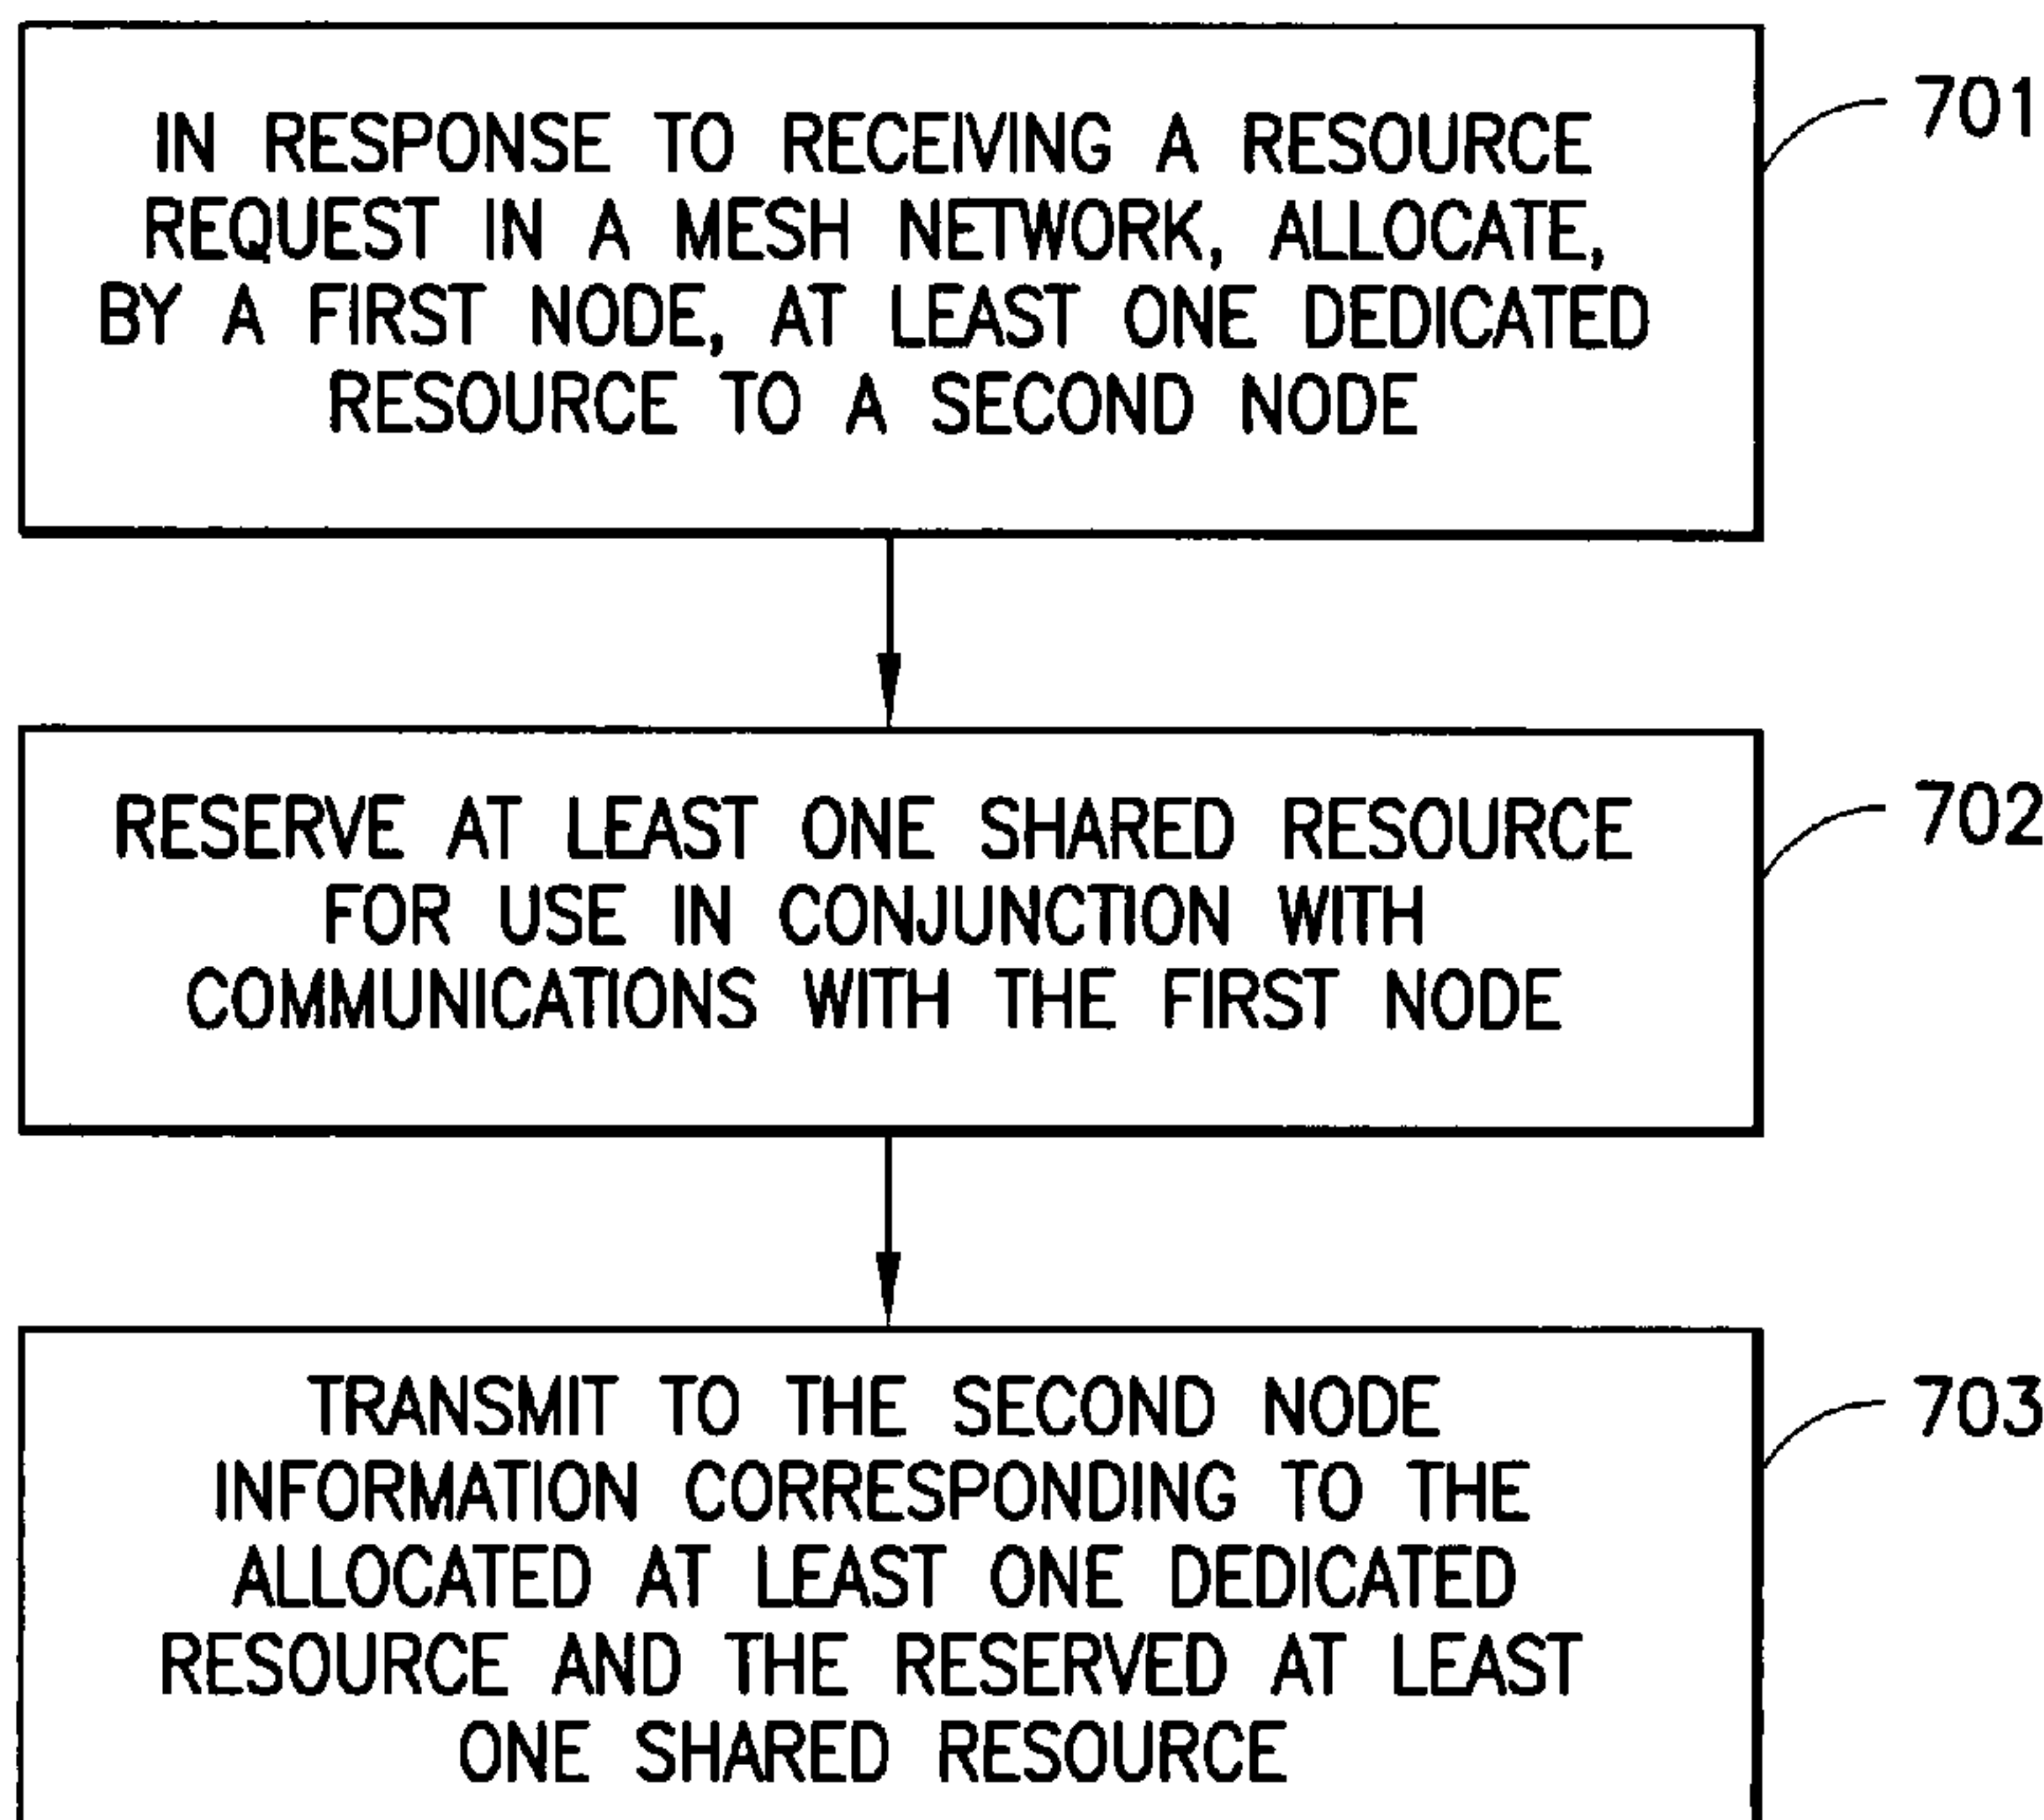 IN RESPONSE TO RECEIVING A RESOURCE
REQUEST IN A MESH NETWORK, ALLOCATE,
BY A FIRST NODE, AT LEAST ONE DEDICATED
RESOURCE TO A SECOND NODE
701
RESERVE AT LEAST ONE SHARED RESOURCE
FOR USE IN CONJUNCTION WITH
COMMUNICATIONS WITH THE FIRST NODE
702
TRANSMIT TO THE SECOND NODE
INFORMATION CORRESPONDING TO THE
ALLOCATED AT LEAST ONE DEDICATED
RESOURCE AND THE RESERVED AT LEAST
ONE SHARED RESOURCE
703